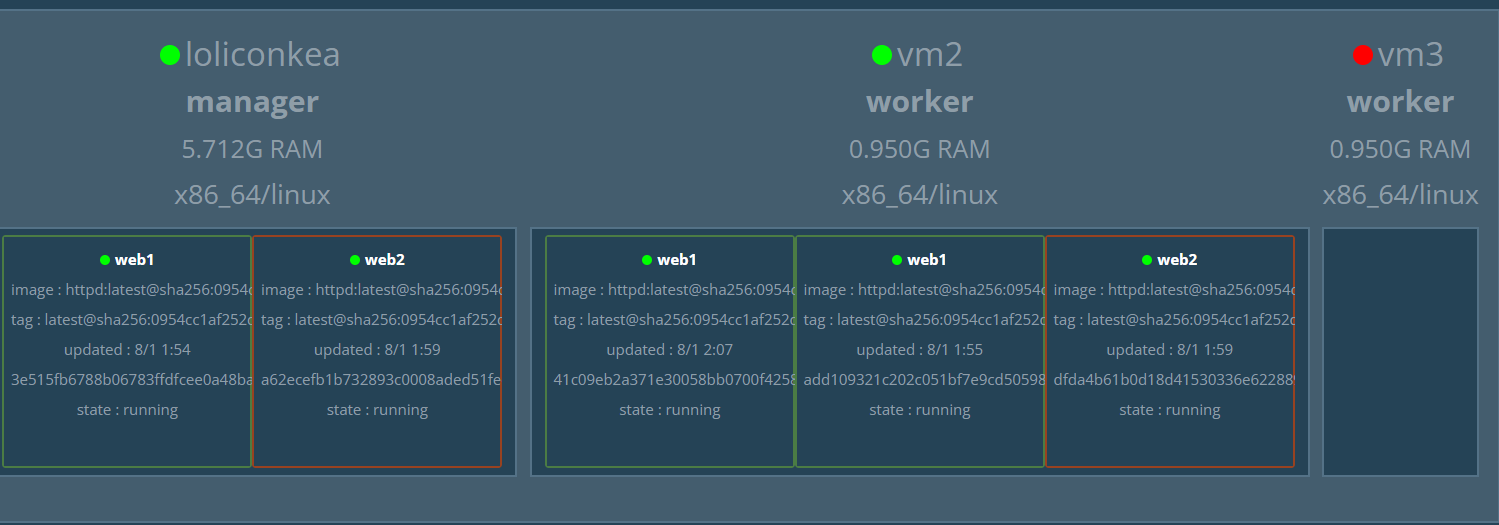 loliconkea
manager
5.712G RAM
x86_64/linux
web1
image : httpd:latest@sha256:0954c
tag : latest@sha256:0954cc1af252c
updated : 8/1 1:54
3e515fb6788b06783ffdfcee0a48ba
state : running
web2
image : httpd:latest@sha256:0954c
tag : latest@sha256:0954cc1af252c
updated : 8/1 1:59
a62ecefb1b732893c0008aded51fe
state : running
vm2
worker
0.950G RAM
x86_64/linux
web1
image : httpd:latest@sha256:0954c
tag : latest@sha256:0954cc1af252c
updated : 8/1 2:07
41c09eb2a371e30058bb0700f4258
state : running
web1
image : httpd:latest@sha256:0954c
tag : latest@sha256:0954cc1af252c
updated : 8/1 1:55
add109321c202c051bf7e9cd50598
state : running
web2
image : httpd:latest@sha256:0954c
tag : latest@sha256:0954cc1af252c
updated : 8/1 1:59
dfda4b61b0d18d41530336e622889
state : running
vm3
worker
0.950G RAM
x86_64/linux